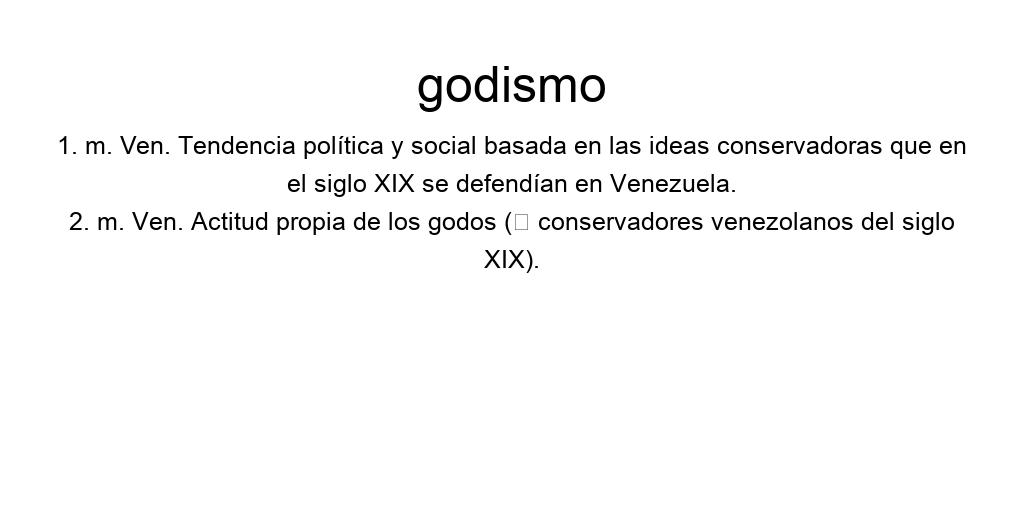 godismo
1. m. Ven. Tendencia política y social basada en las ideas conservadoras que en
el siglo XIX se defendían en Venezuela.
2. m. Ven. Actitud propia de los godos (□ conservadores venezolanos del siglo
XIX).